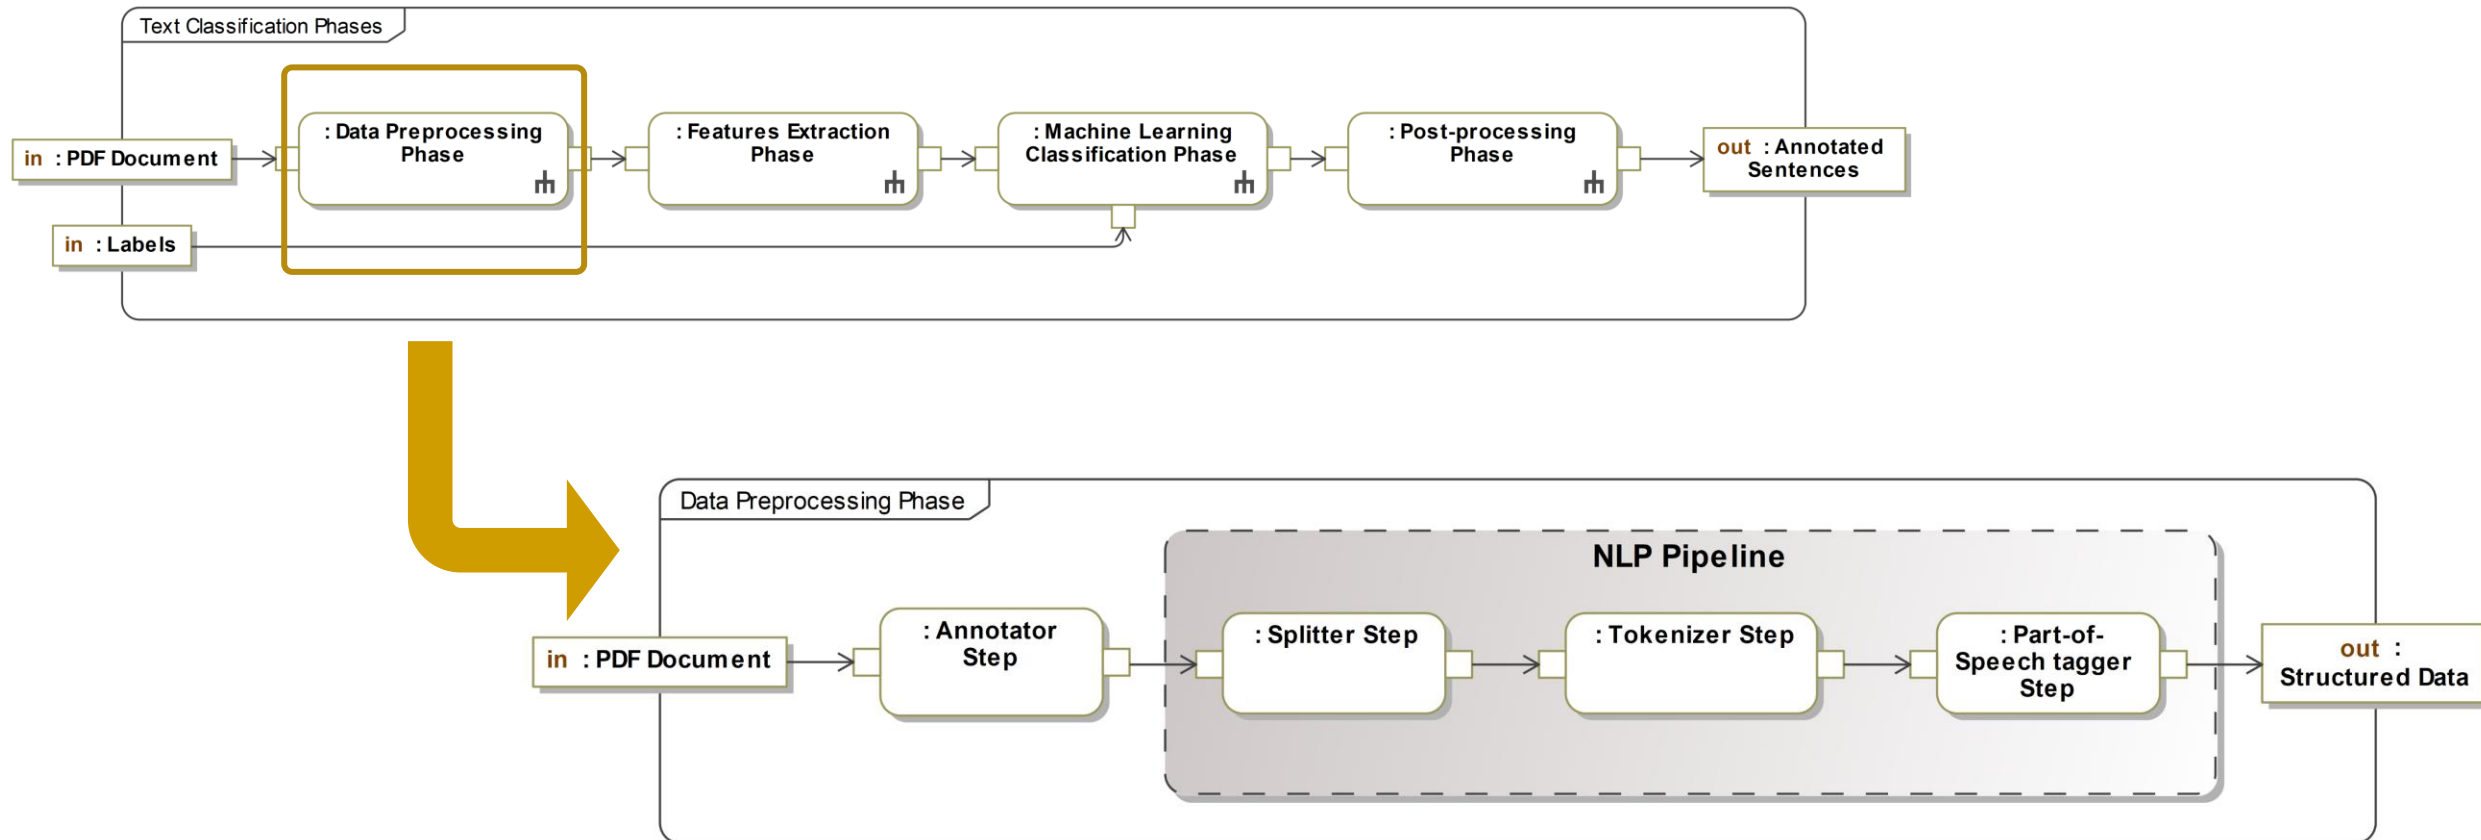 Text Classification Phases
in : PDF Document
: Data Preprocessing
Phase
: Features Extraction
Phase
: Machine Learning
Classification Phase
: Post-processing
Phase
out : Annotated
Sentences
in : Labels
Data Preprocessing Phase
NLP Pipeline
in : PDF Document
: Annotator
Step
: Splitter Step
: Tokenizer Step
: Part-of-
Speech tagger
Step
out :
Structured Data